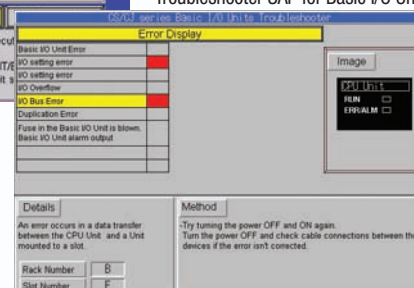 Troubleshooter SAP for Basic I/O Un
CS/CJ series Basic I/O Units Troubleshooter
Error Display
Basic I/O Unit Error
I/O setting error
I/O setting error
I/O Overflow
I/O Bus Error
Duplication Error
Fuse in the Basic I/O Unit is blown.
Basic I/O Unit alarm output
Image
CPU Unit
RUN
ERR/ALM
Details
An error occurs in a data transfer
between the CPU Unit and a Unit
mounted to a slot.
Rack Number B
Slot Number F
Method
-Try turning the power OFF and ON again.
Turn the power OFF and check cable connections between the
devices if the error isn't corrected.